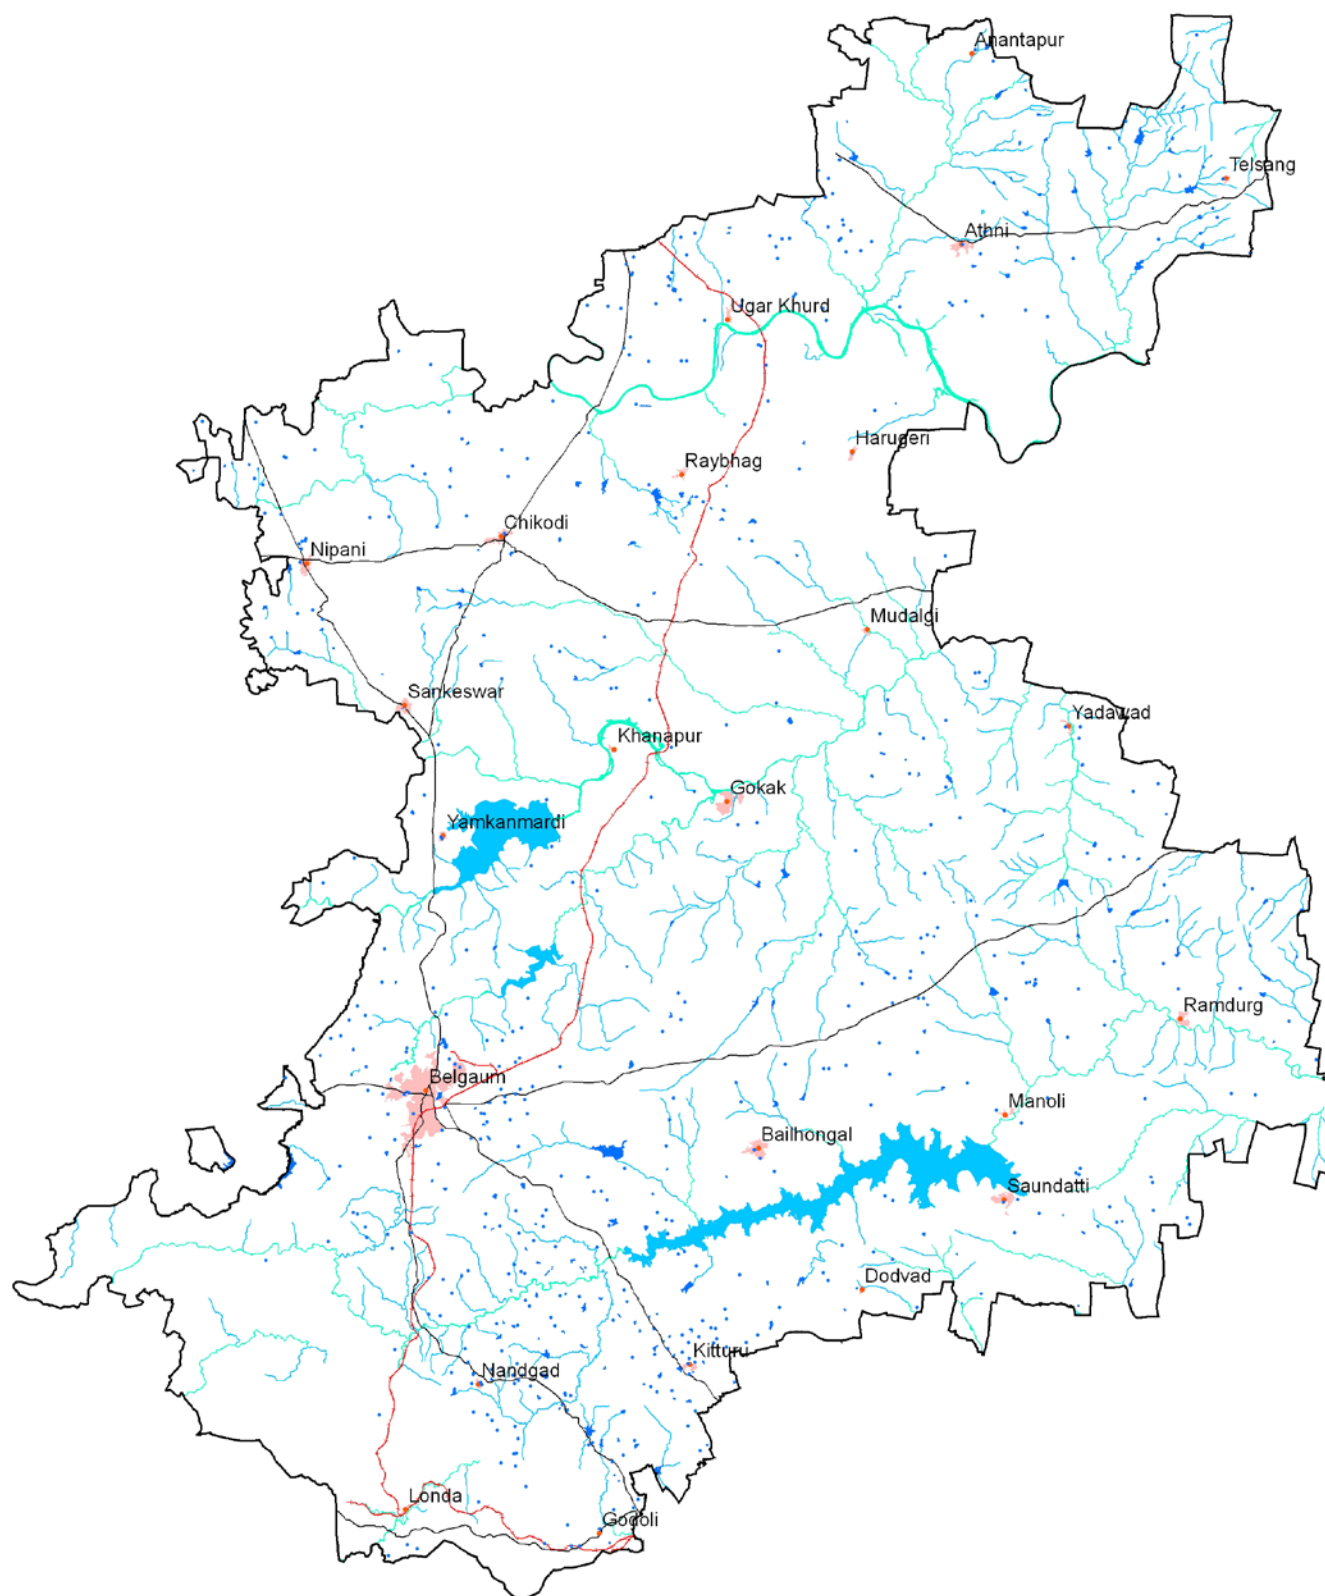 Anantapur
Telsang
Athni
Ugar Khurd
Harugeri
Raybhag
Chikodi
Nipani
Mudalgi
Sankeswar
Yadawad
Khanapur
Gokak
Yamkanmardi
Ramdurg
Belgaum
Manoli
Bailhongal
Saundatti
Dodvad
Kitturu
Nandgad
Londa
Godoli